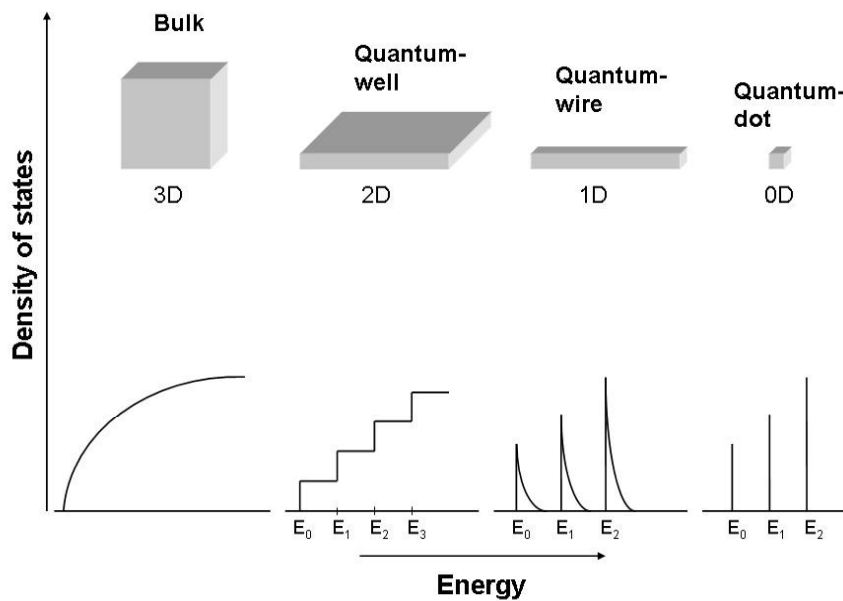 Bulk
Quantum-
well
Quantum-
wire
Quantum-
dot
3D
2D
1D
0D
Density of states
E₀ E₁ E₂ E₃
E₀ E₁ E₂
E₀ E₁ E₂
Energy